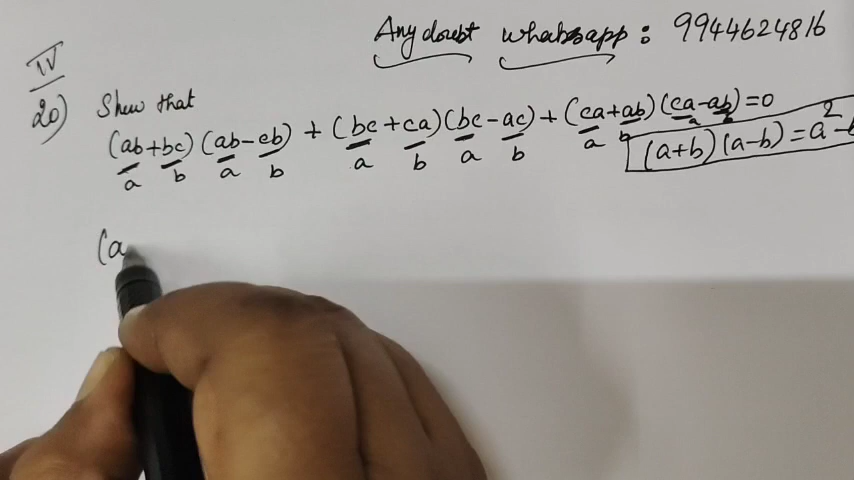 Any doubt whatsapp : 9944624816
IV
20) Show that
(ab+bc)(ab-cb) + (bc+ca)(bc-ac) + (ca+ab)(ca-ab)=0
a b a b a b a b a b a b
(a+b)(a-b)=a²-b
(a